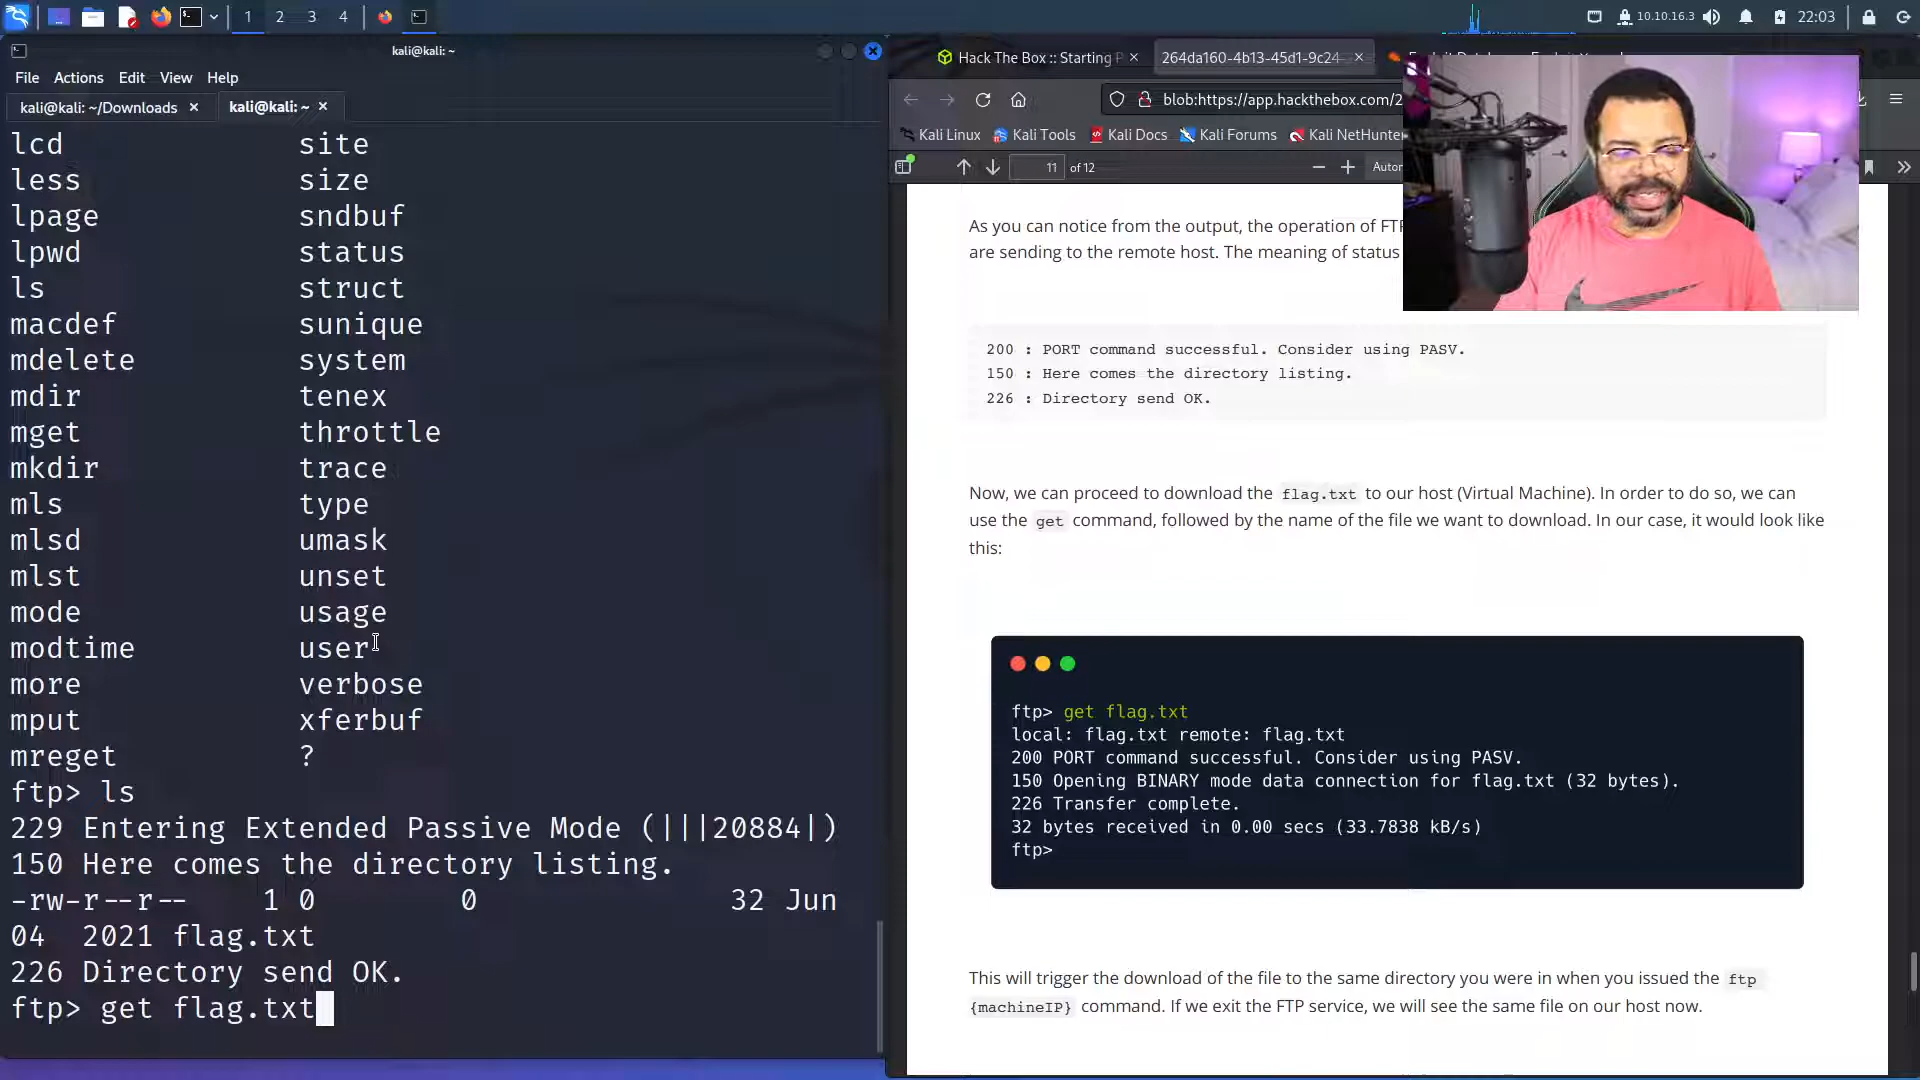 1 2 3 4
10.10.16.3 22:03
kali@kali: ~
File Actions Edit View Help
kali@kali: ~/Downloads
kali@kali: ~
lcd site
less size
lpage sndbuf
lpwd status
ls struct
macdef sunique
mdelete system
mdir tenex
mget throttle
mkdir trace
mls type
mlsd umask
mlst unset
mode usage
modtime user
more verbose
mput xferbuf
mreget ?
ftp> ls
229 Entering Extended Passive Mode (|||20884|)
150 Here comes the directory listing.
-rw-r--r-- 1 0 0 32 Jun
04 2021 flag.txt
226 Directory send OK.
ftp> get flag.txt
Hack The Box :: Starting P
264da160-4b13-45d1-9c24
blob:https://app.hackthebox.com/2
Kali Linux Kali Tools Kali Docs Kali Forums Kali NetHunter
11 of 12
As you can notice from the output, the operation of FTP
are sending to the remote host. The meaning of status
200 : PORT command successful. Consider using PASV.
150 : Here comes the directory listing.
226 : Directory send OK.
Now, we can proceed to download the flag.txt to our host (Virtual Machine). In order to do so, we can
use the get command, followed by the name of the file we want to download. In our case, it would look like
this:
ftp> get flag.txt
local: flag.txt remote: flag.txt
200 PORT command successful. Consider using PASV.
150 Opening BINARY mode data connection for flag.txt (32 bytes).
226 Transfer complete.
32 bytes received in 0.00 secs (33.7838 kB/s)
ftp>
This will trigger the download of the file to the same directory you were in when you issued the ftp
{machineIP} command. If we exit the FTP service, we will see the same file on our host now.